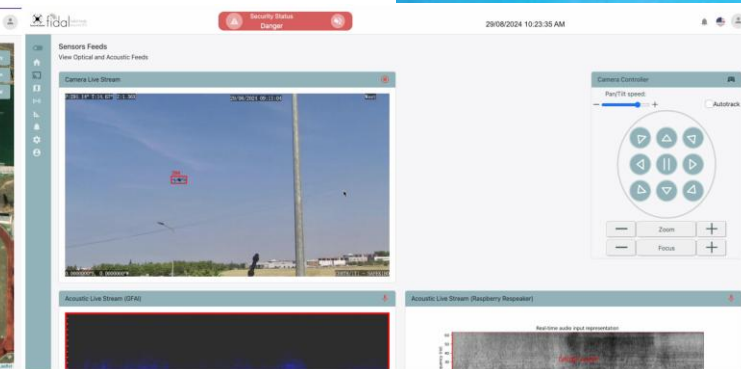 fidal
Security Status
Danger
29/08/2024 10:23:35 AM
Sensors Feeds
View Optical and Acoustic Feeds
Camera Live Stream
Camera Controller
Pan/Tilt speed:
Autotrack
Zoom
Focus
Acoustic Live Stream (GFAI)
Acoustic Live Stream (Raspberry Respeaker)
Real-time audio input representation